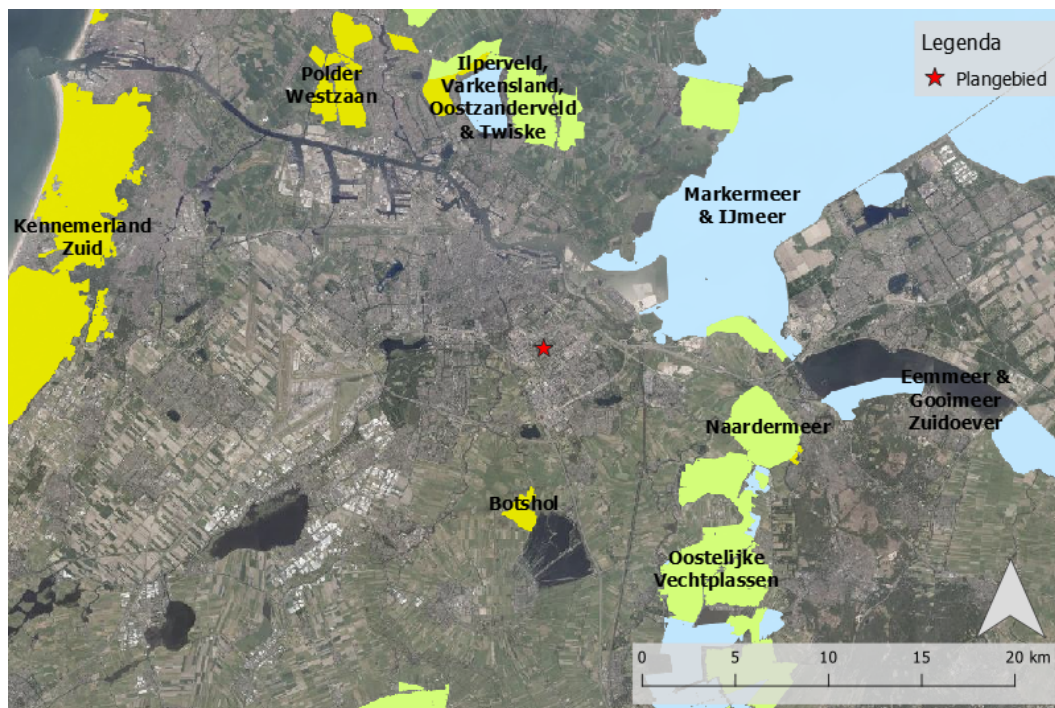 Legenda
Plangebied
Polder
Westzaan
Ilperveld,
Varkensland,
Oostzanderveld
& Twiske
Markermeer
& IJmeer
Kennemerland
Zuid
Eemmeer &
Gooimeer
Zuidoever
Naardermeer
Botshol
Oostelijke
Vechtplassen
0 5 10 15 20 km